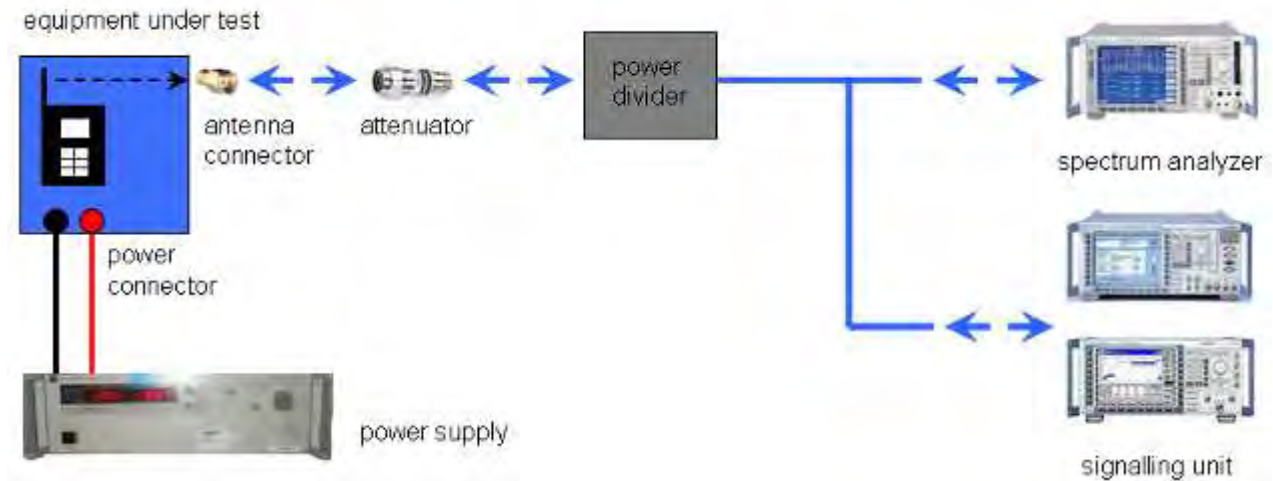 equipment under test
power
divider
antenna
connector
attenuator
spectrum analyzer
power
connector
power supply
signalling unit